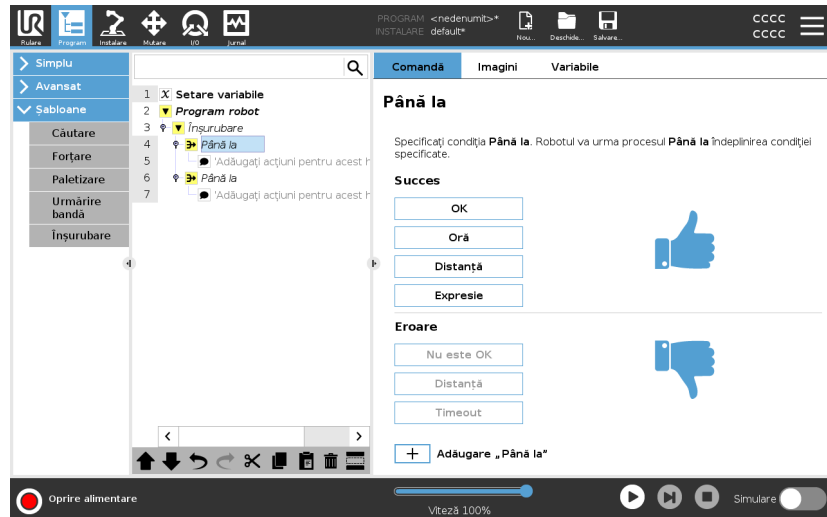 UR
Rulare
Program
Instalare
Mutare
I/O
Jurnal
PROGRAM <nedenumit>*
INSTALARE default*
Nou...
Deschide...
Salvare...
cccc
cccc
Simplu
Avansat
Șabloane
Căutare
Forțare
Paletizare
Urmărire
bandă
Înșurubare
1 X Setare variabile
2 Program robot
3 Înșurubare
4 Până la
5 'Adăugați acțiuni pentru acest h
6 Până la
7 'Adăugați acțiuni pentru acest h
Comandă Imagini Variabile
Până la
Specificați condiția Până la. Robotul va urma procesul Până la îndeplinirea condiției
specificate.
Succes
OK
Oră
Distanță
Expresie
Eroare
Nu este OK
Distanță
Timeout
+ Adăugare „Până la”
Oprire alimentare
Viteză 100%
Simulare